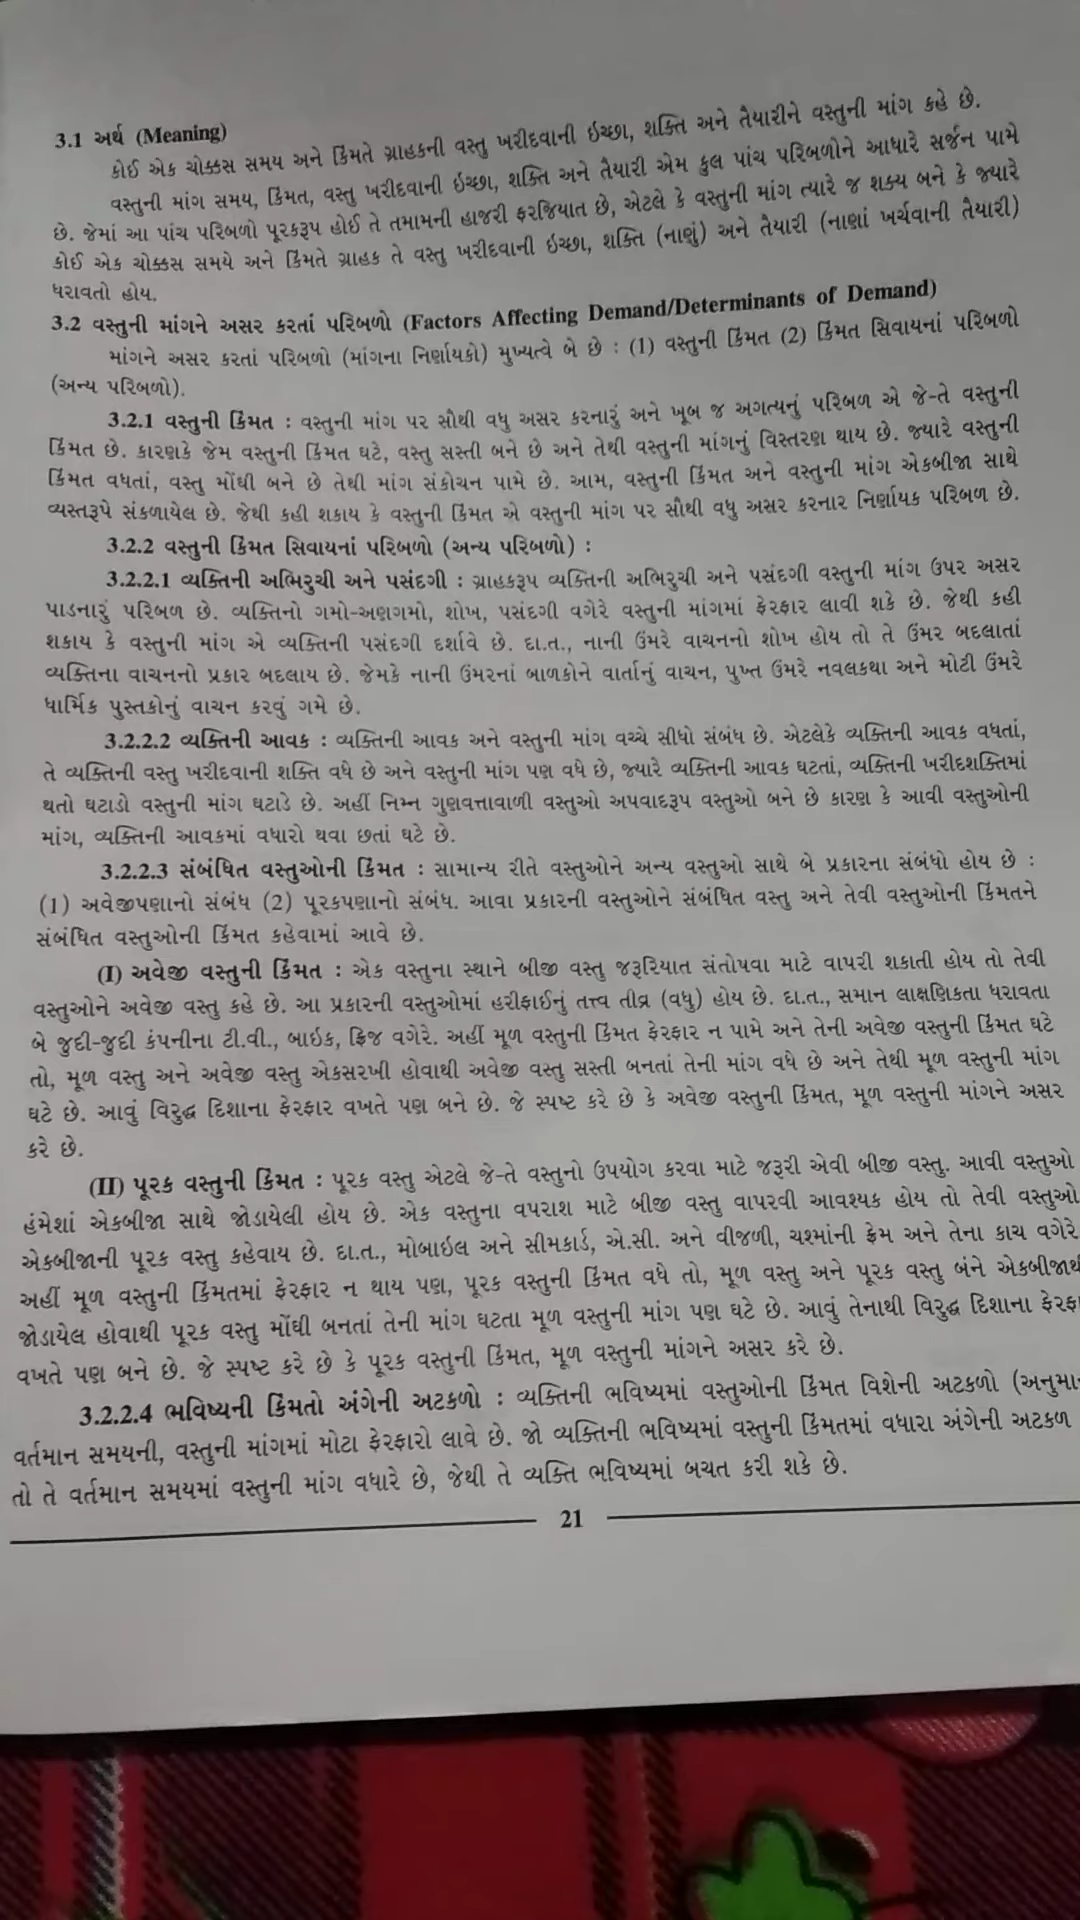 3.1 અર્થ (Meaning)
કોઈ એક ચોક્કસ સમય અને કિંમતે ગ્રાહકની વસ્તુ ખરીદવાની ઇચ્છા, શક્તિ અને તૈયારીને વસ્તુની માંગ કહે છે.
વસ્તુની માંગ સમય, કિંમત, વસ્તુ ખરીદવાની ઇચ્છા, શક્તિ અને તૈયારી એમ કુલ પાંચ પરિબળોને આધારે સર્જન પામે
છે. જેમાં આ પાંચ પરિબળો પૂરકરૂપ હોઈ તે તમામની હાજરી ફરજિયાત છે, એટલે કે વસ્તુની માંગ ત્યારે જ શક્ય બને કે જ્યારે
કોઈ એક ચોક્કસ સમયે અને કિંમતે ગ્રાહક તે વસ્તુ ખરીદવાની ઇચ્છા, શક્તિ (નાણું) અને તૈયારી (નાણાં ખર્ચવાની તૈયારી)
ધરાવતો હોય.
3.2 વસ્તુની માંગને અસર કરતાં પરિબળો (Factors Affecting Demand/Determinants of Demand)
માંગને અસર કરતાં પરિબળો (માંગના નિર્ણાયકો) મુખ્યત્વે બે છે : (1) વસ્તુની કિંમત (2) કિંમત સિવાયનાં પરિબળો
(અન્ય પરિબળો).
3.2.1 વસ્તુની કિંમત : વસ્તુની માંગ પર સૌથી વધુ અસર કરનારું અને ખૂબ જ અગત્યનું પરિબળ એ જે-તે વસ્તુની
કિંમત છે. કારણકે જેમ વસ્તુની કિંમત ઘટે, વસ્તુ સસ્તી બને છે અને તેથી વસ્તુની માંગનું વિસ્તરણ થાય છે. જ્યારે વસ્તુની
કિંમત વધતાં, વસ્તુ મોંઘી બને છે તેથી માંગ સંકોચન પામે છે. આમ, વસ્તુની કિંમત અને વસ્તુની માંગ એકબીજા સાથે
વ્યસ્તરૂપે સંકળાયેલ છે. જેથી કહી શકાય કે વસ્તુની કિંમત એ વસ્તુની માંગ પર સૌથી વધુ અસર કરનાર નિર્ણાયક પરિબળ છે.
3.2.2 વસ્તુની કિંમત સિવાયનાં પરિબળો (અન્ય પરિબળો) :
3.2.2.1 વ્યક્તિની અભિરુચી અને પસંદગી : ગ્રાહકરૂપ વ્યક્તિની અભિરુચી અને પસંદગી વસ્તુની માંગ ઉપર અસર
પાડનારું પરિબળ છે. વ્યક્તિનો ગમો-અણગમો, શોખ, પસંદગી વગેરે વસ્તુની માંગમાં ફેરફાર લાવી શકે છે. જેથી કહી
શકાય કે વસ્તુની માંગ એ વ્યક્તિની પસંદગી દર્શાવે છે. દા.ત., નાની ઉંમરે વાચનનો શોખ હોય તો તે ઉંમર બદલાતાં
વ્યક્તિના વાચનનો પ્રકાર બદલાય છે. જેમકે નાની ઉંમરનાં બાળકોને વાર્તાનું વાચન, પુખ્ત ઉંમરે નવલકથા અને મોટી ઉંમરે
ધાર્મિક પુસ્તકોનું વાચન કરવું ગમે છે.
3.2.2.2 વ્યક્તિની આવક : વ્યક્તિની આવક અને વસ્તુની માંગ વચ્ચે સીધો સંબંધ છે. એટલેકે વ્યક્તિની આવક વધતાં,
તે વ્યક્તિની વસ્તુ ખરીદવાની શક્તિ વધે છે અને વસ્તુની માંગ પણ વધે છે, જ્યારે વ્યક્તિની આવક ઘટતાં, વ્યક્તિની ખરીદશક્તિમાં
થતો ઘટાડો વસ્તુની માંગ ઘટાડે છે. અહીં નિમ્ન ગુણવત્તાવાળી વસ્તુઓ અપવાદરૂપ વસ્તુઓ બને છે કારણ કે આવી વસ્તુઓની
માંગ, વ્યક્તિની આવકમાં વધારો થવા છતાં ઘટે છે.
3.2.2.3 સંબંધિત વસ્તુઓની કિંમત : સામાન્ય રીતે વસ્તુઓને અન્ય વસ્તુઓ સાથે બે પ્રકારના સંબંધો હોય છે :
(1) અવેજીપણાનો સંબંધ (2) પૂરકપણાનો સંબંધ. આવા પ્રકારની વસ્તુઓને સંબંધિત વસ્તુ અને તેવી વસ્તુઓની કિંમતને
સંબંધિત વસ્તુઓની કિંમત કહેવામાં આવે છે.
(I) અવેજી વસ્તુની કિંમત : એક વસ્તુના સ્થાને બીજી વસ્તુ જરૂરિયાત સંતોષવા માટે વાપરી શકાતી હોય તો તેવી
વસ્તુઓને અવેજી વસ્તુ કહે છે. આ પ્રકારની વસ્તુઓમાં હરીફાઈનું તત્ત્વ તીવ્ર (વધુ) હોય છે. દા.ત., સમાન લાક્ષણિકતા ધરાવતા
બે જુદી-જુદી કંપનીના ટી.વી., બાઇક, ફ્રિજ વગેરે. અહીં મૂળ વસ્તુની કિંમત ફેરફાર ન પામે અને તેની અવેજી વસ્તુની કિંમત ઘટે
તો, મૂળ વસ્તુ અને અવેજી વસ્તુ એકસરખી હોવાથી અવેજી વસ્તુ સસ્તી બનતાં તેની માંગ વધે છે અને તેથી મૂળ વસ્તુની માંગ
ઘટે છે. આવું વિરુદ્ધ દિશાના ફેરફાર વખતે પણ બને છે. જે સ્પષ્ટ કરે છે કે અવેજી વસ્તુની કિંમત, મૂળ વસ્તુની માંગને અસર
કરે છે.
(II) પૂરક વસ્તુની કિંમત : પૂરક વસ્તુ એટલે જે-તે વસ્તુનો ઉપયોગ કરવા માટે જરૂરી એવી બીજી વસ્તુ. આવી વસ્તુઓ
હંમેશાં એકબીજા સાથે જોડાયેલી હોય છે. એક વસ્તુના વપરાશ માટે બીજી વસ્તુ વાપરવી આવશ્યક હોય તો તેવી વસ્તુઓ
એકબીજાની પૂરક વસ્તુ કહેવાય છે. દા.ત., મોબાઇલ અને સીમકાર્ડ, એ.સી. અને વીજળી, ચશ્માંની ફ્રેમ અને તેના કાચ વગેરે.
અહીં મૂળ વસ્તુની કિંમતમાં ફેરફાર ન થાય પણ, પૂરક વસ્તુની કિંમત વધે તો, મૂળ વસ્તુ અને પૂરક વસ્તુ બંને એકબીજાથી
જોડાયેલ હોવાથી પૂરક વસ્તુ મોંઘી બનતાં તેની માંગ ઘટતા મૂળ વસ્તુની માંગ પણ ઘટે છે. આવું તેનાથી વિરુદ્ધ દિશાના
વખતે પણ બને છે. જે સ્પષ્ટ કરે છે કે પૂરક વસ્તુની કિંમત, મૂળ વસ્તુની માંગને અસર કરે છે.
3.2.2.4 ભવિષ્યની કિંમતો અંગેની અટકળો : વ્યક્તિની ભવિષ્યમાં વસ્તુઓની કિંમત વિશેની અટકળો
વર્તમાન સમયની, વસ્તુની માંગમાં મોટા ફેરફારો લાવે છે. જો વ્યક્તિની ભવિષ્યમાં વસ્તુની કિંમતમાં વધારા અંગેની અટકળ
તો તે વર્તમાન સમયમાં વસ્તુની માંગ વધારે છે, જેથી તે વ્યક્તિ ભવિષ્યમાં બચત કરી શકે છે.
21